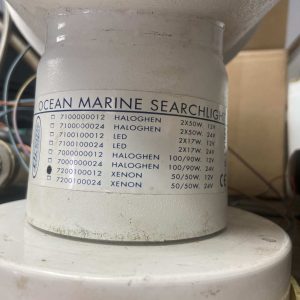 OCEAN MARINE SEARCHLIGH
7100000012 HALOGHEN 2X50W. 12V
7100000024 HALOGHEN 2X50W. 24V
7100100012 LED 2X17W. 12V
7100100024 LED 2X17W. 24V
7000000012 HALOGHEN 100/90W. 12V
7000000024 HALOGHEN 100/90W. 24V
7200100012 XENON 50/50W. 12V
7200100024 XENON 50/50W. 24V
CE